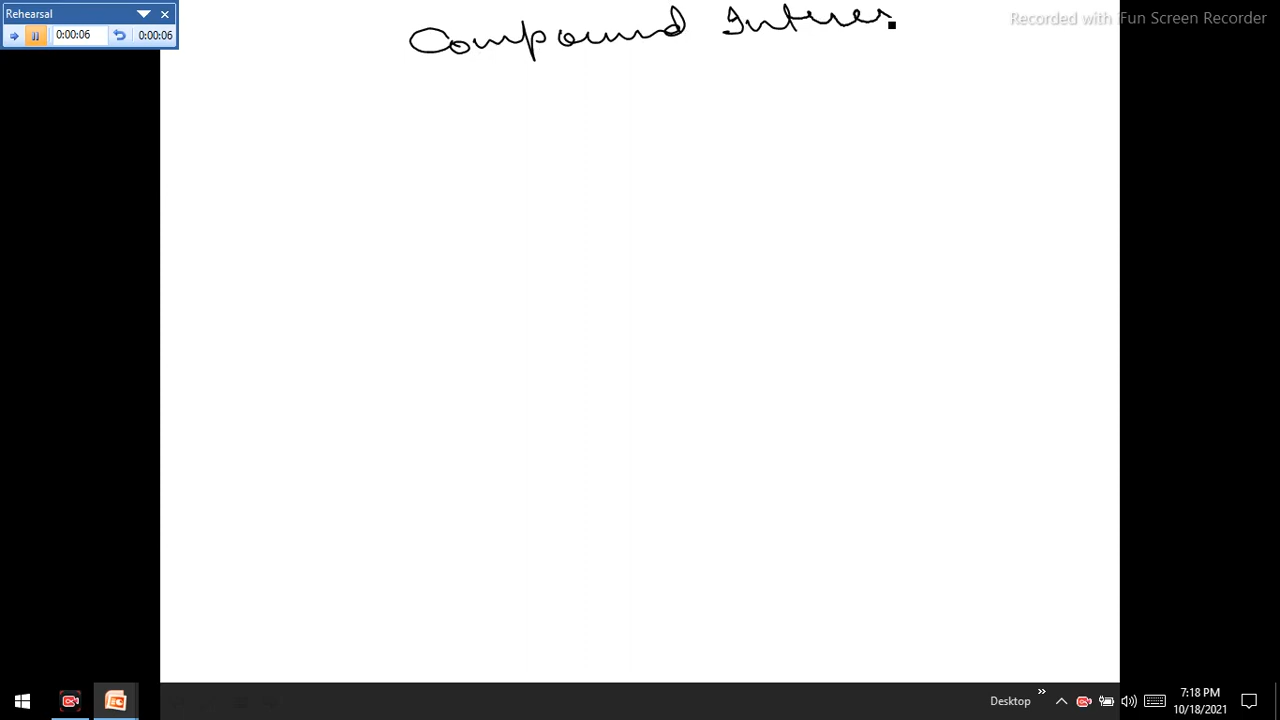 Rehearsal
0:00:06 0:00:06
Compound Interes
Recorded with iFun Screen Recorder
Desktop
7:18 PM
10/18/2021